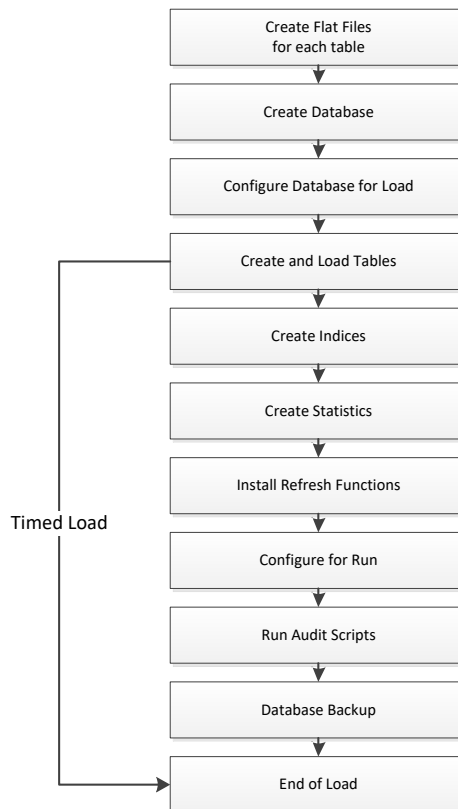 Create Flat Files
for each table
Create Database
Configure Database for Load
Create and Load Tables
Create Indices
Create Statistics
Install Refresh Functions
Timed Load
Configure for Run
Run Audit Scripts
Database Backup
End of Load